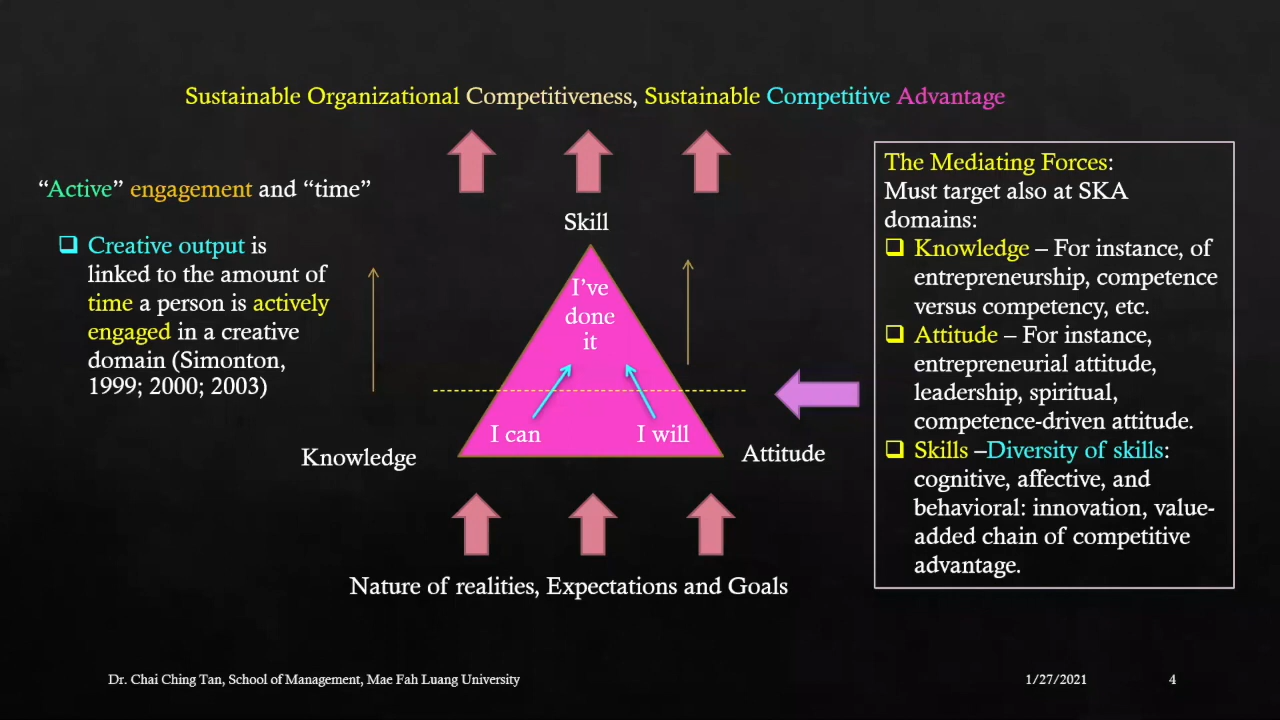 Sustainable Organizational Competitiveness, Sustainable Competitive Advantage
“Active” engagement and “time”
❑ Creative output is
linked to the amount of
time a person is actively
engaged in a creative
domain (Simonton,
1999; 2000; 2003)
Skill
I’ve
done
it
I can
I will
Knowledge
Attitude
Nature of realities, Expectations and Goals
The Mediating Forces:
Must target also at SKA
domains:
❑ Knowledge – For instance, of
entrepreneurship, competence
versus competency, etc.
❑ Attitude – For instance,
entrepreneurial attitude,
leadership, spiritual,
competence-driven attitude.
❑ Skills –Diversity of skills:
cognitive, affective, and
behavioral: innovation, value-
added chain of competitive
advantage.
Dr. Chai Ching Tan, School of Management, Mae Fah Luang University
1/27/2021
4